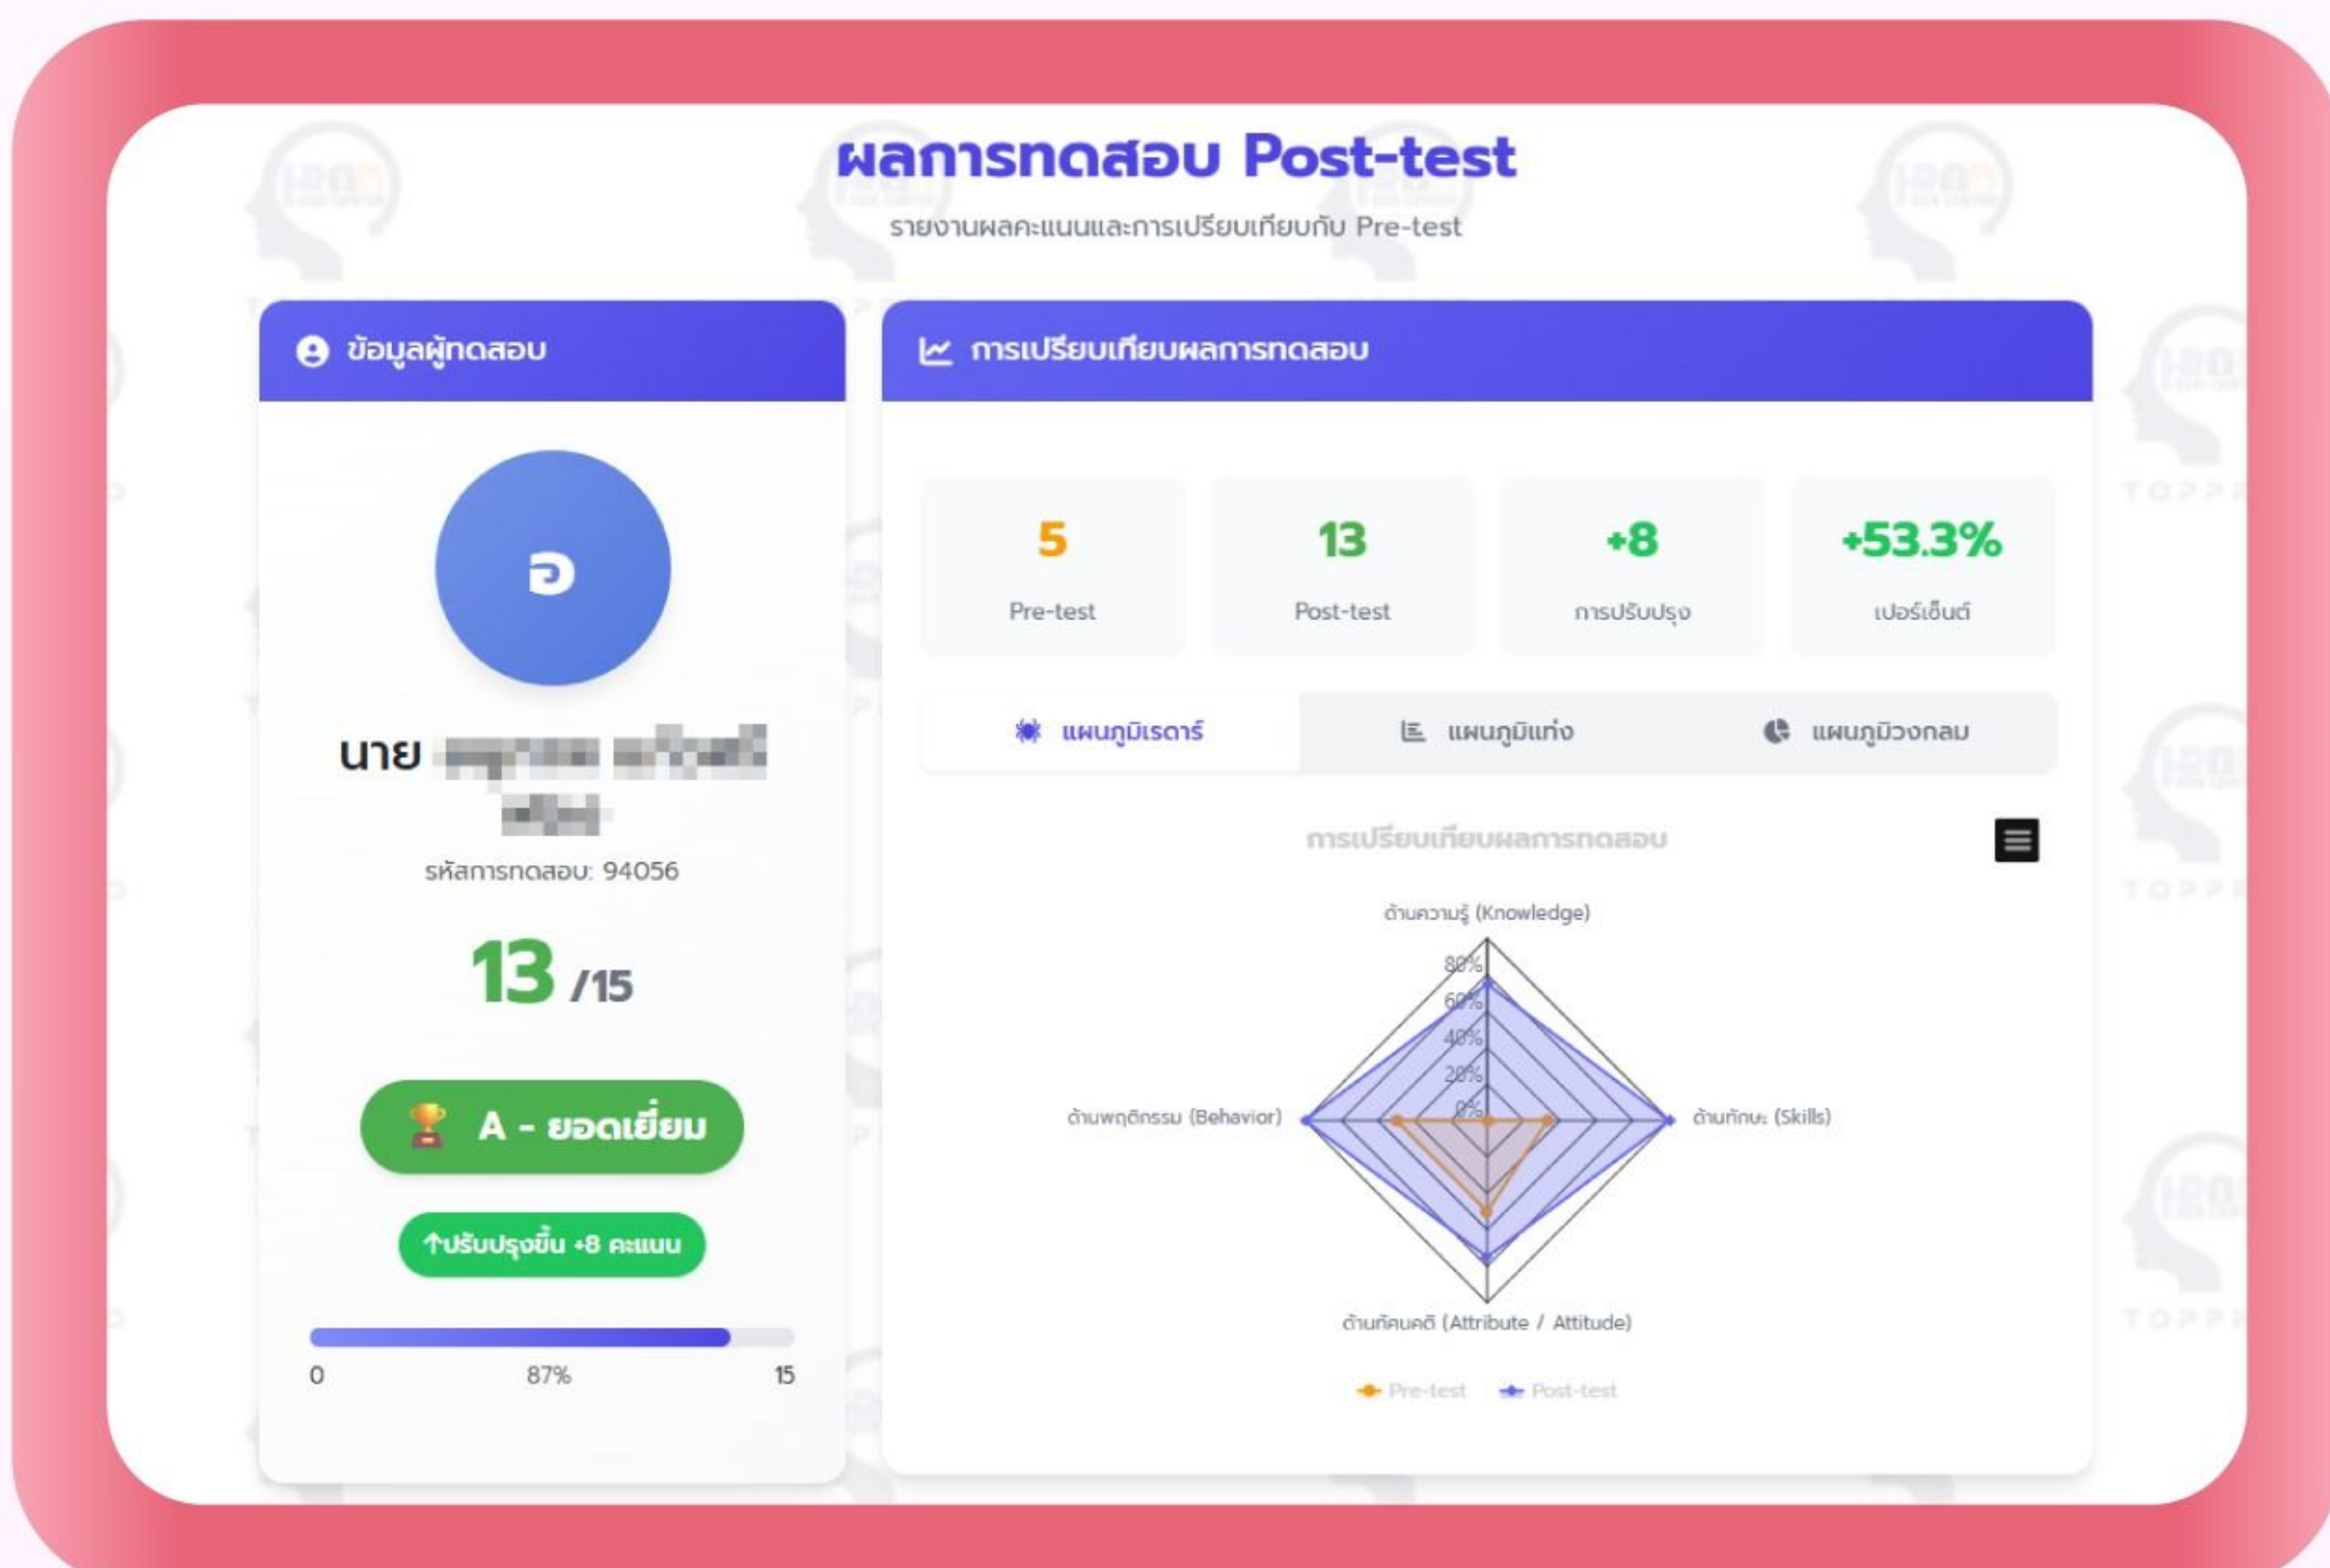 ผลการทดสอบ Post-test
รายงานผลคะแนนและการเปรียบเทียบกับ Pre-test
ข้อมูลผู้ทดสอบ
อ
นาย
รหัสการทดสอบ: 94056
13 /15
A - ยอดเยี่ยม
↑ปรับปรุงขึ้น +8 คะแนน
0 87% 15
การเปรียบเทียบผลการทดสอบ
5 13 +8 +53.3%
Pre-test Post-test การปรับปรุง เปอร์เซ็นต์
แผนภูมิเรดาร์ แผนภูมิแท่ง แผนภูมิวงกลม
การเปรียบเทียบผลการทดสอบ
ด้านความรู้ (Knowledge)
80%
60%
40%
20%
0%
ด้านพฤติกรรม (Behavior) ด้านทักษะ (Skills)
ด้านทัศนคติ (Attribute / Attitude)
Pre-test Post-test